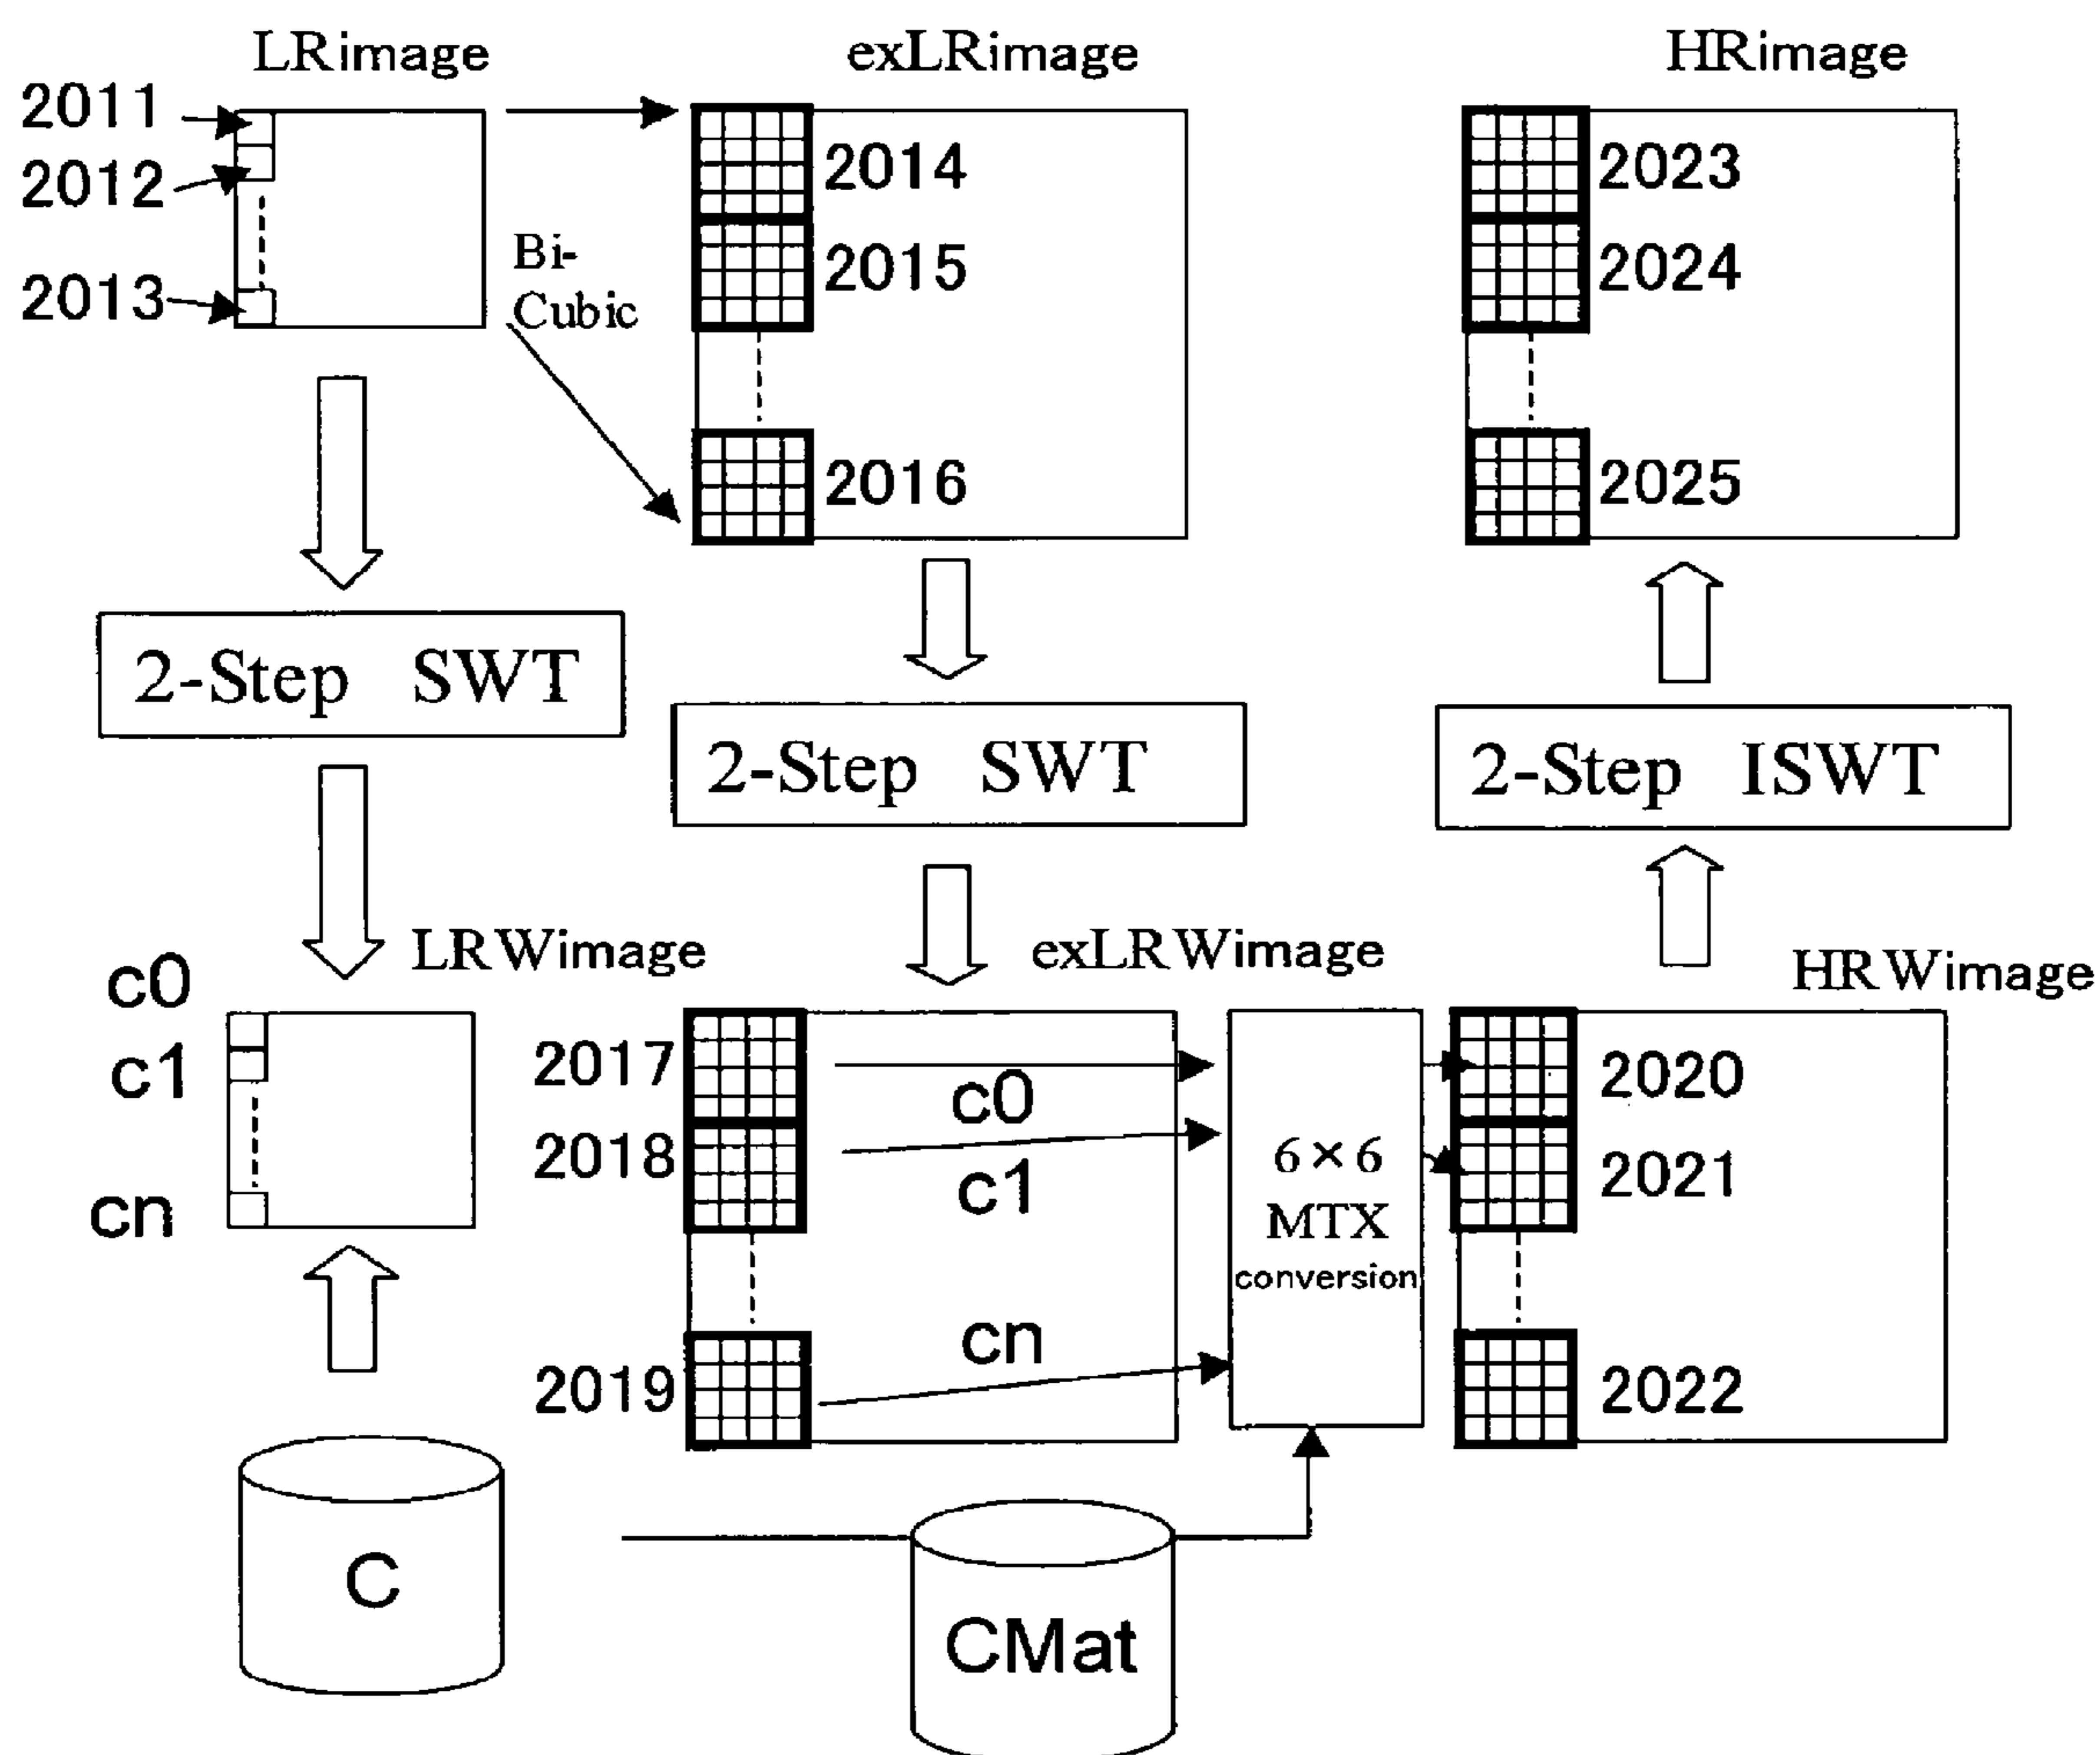 LRimage
exLRimage
HRimage
2011
2012
2013
Bi-
Cubic
2014
2015
2016
2023
2024
2025
2-Step SWT
2-Step SWT
2-Step ISWT
LRWimage
exLRWimage
HRWimage
c0
c1
cn
2017
2018
2019
c0
c1
cn
6×6
MTX
conversion
2020
2021
2022
C
CMat